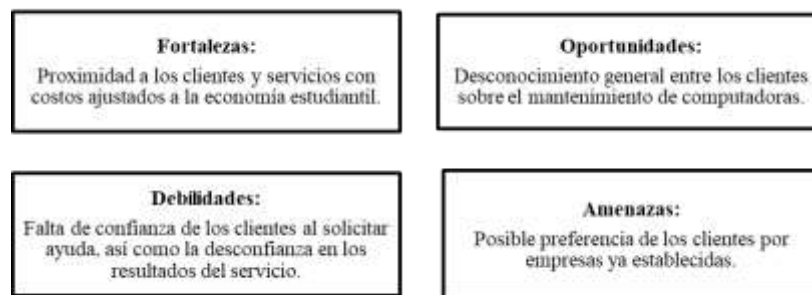 Fortalezas:
Proximidad a los clientes y servicios con
costos ajustados a la economía estudiantil.
Oportunidades:
Desconocimiento general entre los clientes
sobre el mantenimiento de computadoras.
Debilidades:
Falta de confianza de los clientes al solicitar
ayuda, así como la desconfianza en los
resultados del servicio.
Amenazas:
Posible preferencia de los clientes por
empresas ya establecidas.